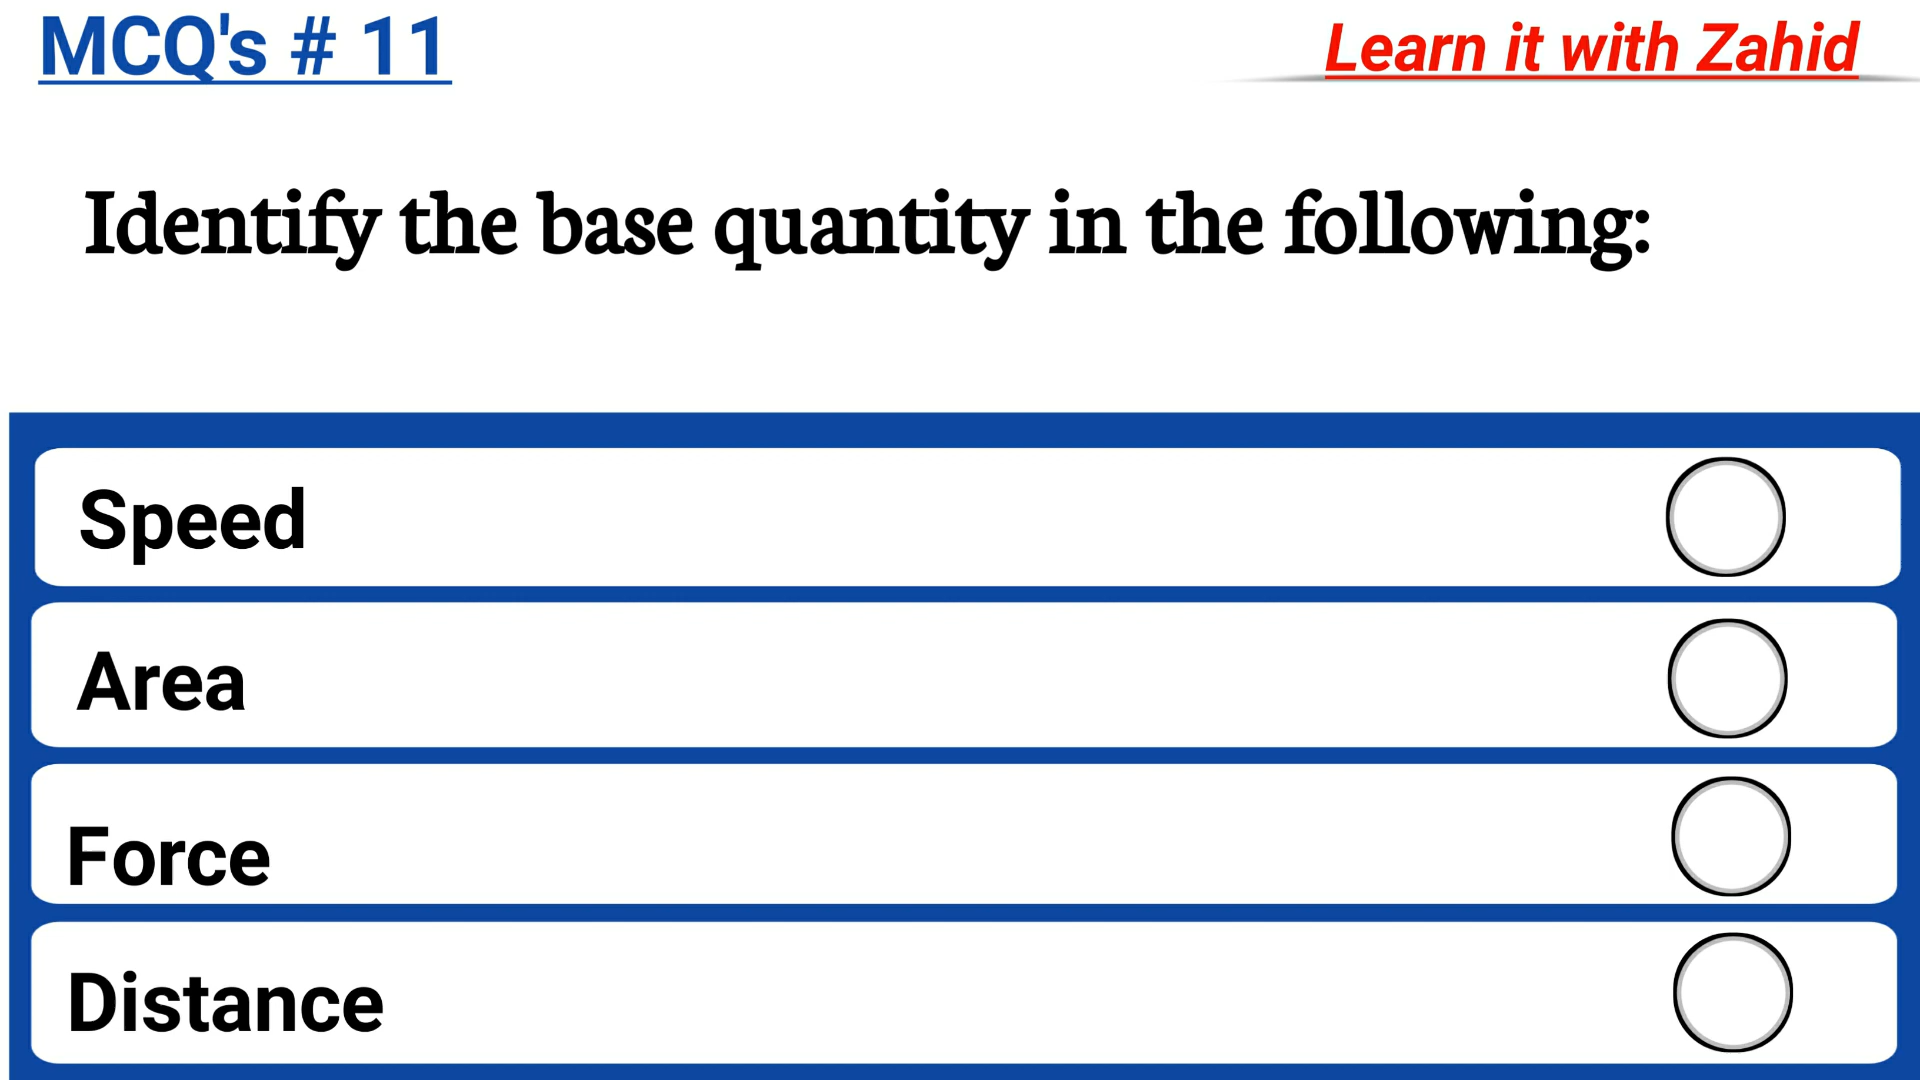 MCQ's # 11
Learn it with Zahid
Identify the base quantity in the following:
Speed
Area
Force
Distance